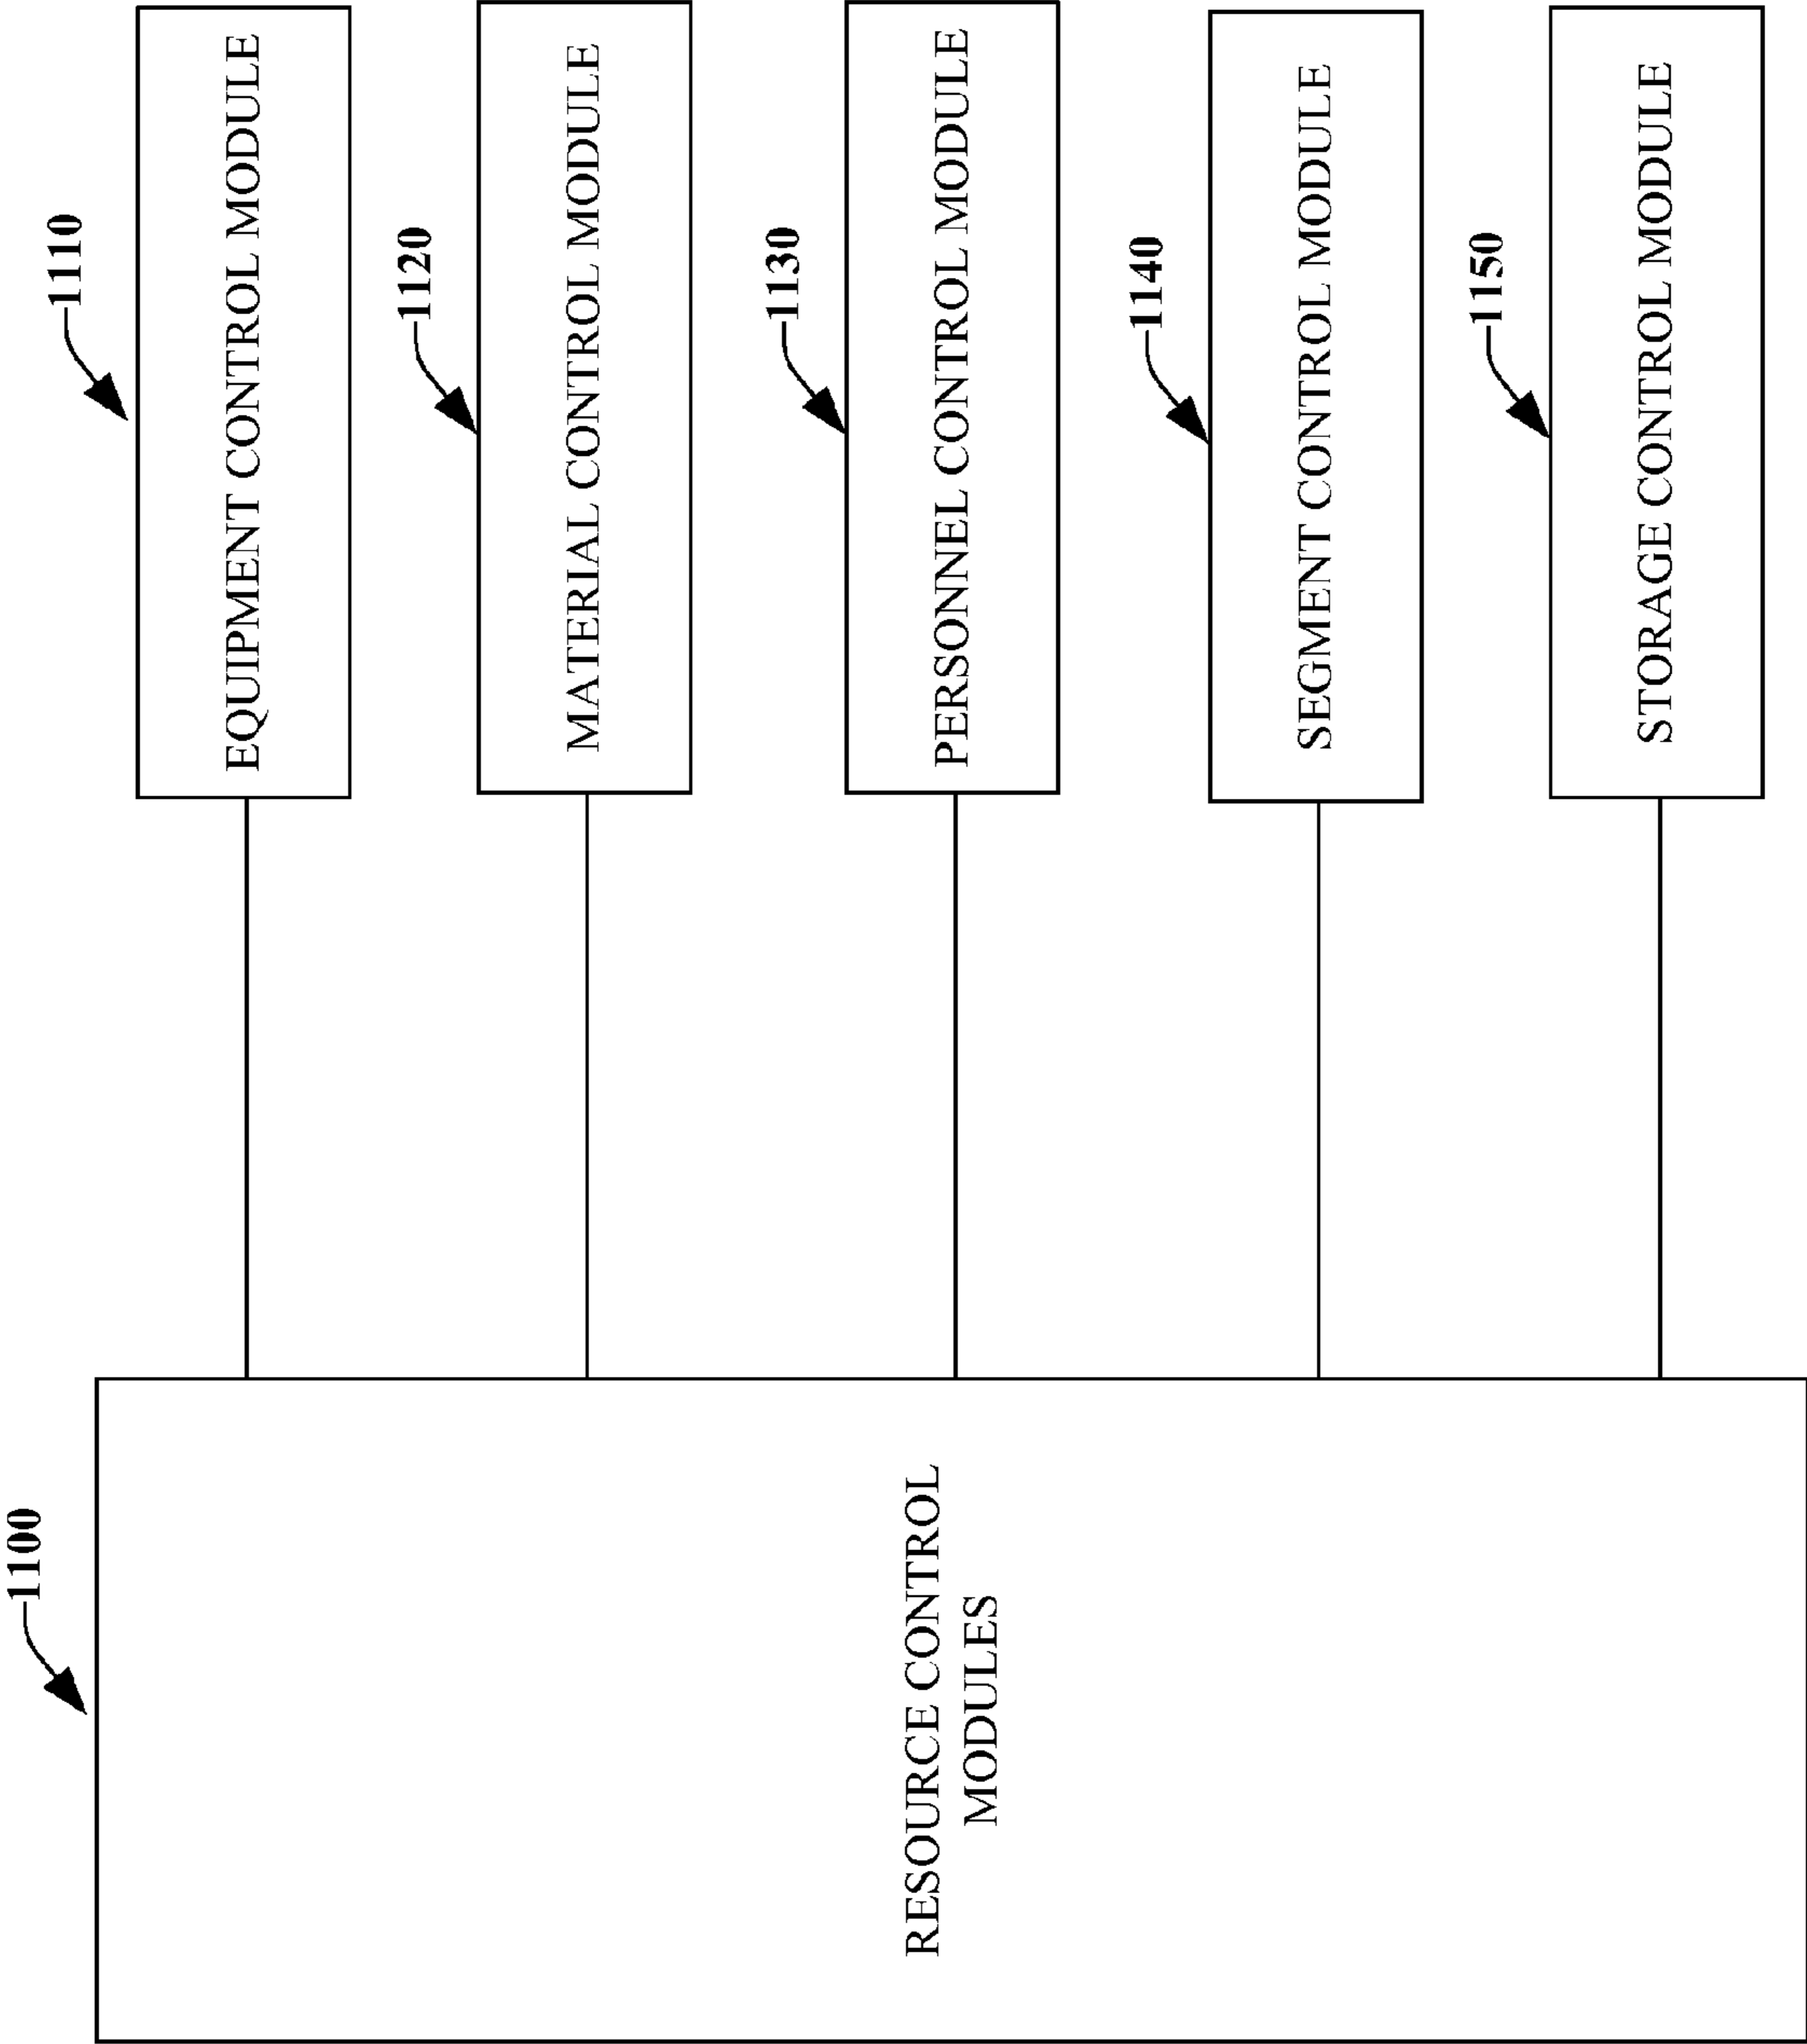 1100
RESOURCE CONTROL
MODULES
1110
EQUIPMENT CONTROL MODULE
1120
MATERIAL CONTROL MODULE
1130
PERSONNEL CONTROL MODULE
1140
SEGMENT CONTROL MODULE
1150
STORAGE CONTROL MODULE